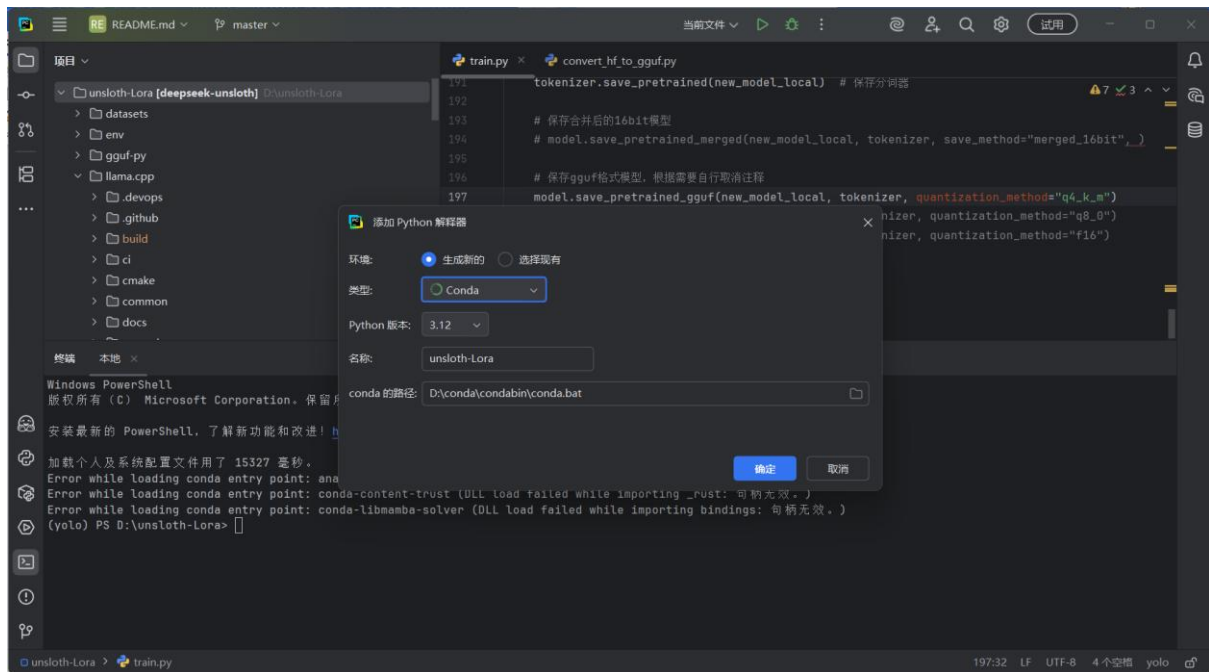 RE README.md master 当前文件 试用
项目
unsloth-Lora [deepseek-unsloth] D:\unsloth-Lora
datasets
env
gguf-py
llama.cpp
.devops
.github
build
ci
cmake
common
docs
train.py convert_hf_to_gguf.py
191 tokenizer.save_pretrained(new_model_local) # 保存分词器
7 3
192
193 # 保存合并后的16bit模型
194 # model.save_pretrained_merged(new_model_local, tokenizer, save_method="merged_16bit", )
195
196 # 保存gguf格式模型，根据需要自行取消注释
197 model.save_pretrained_gguf(new_model_local, tokenizer, quantization_method="q4_k_m")
nizer, quantization_method="q8_0")
nizer, quantization_method="f16")
添加 Python 解释器
环境: 生成新的 选择现有
类型: Conda
Python 版本: 3.12
名称: unsloth-Lora
conda 的路径: D:\conda\condabin\conda.bat
确定 取消
终端 本地
Windows PowerShell
版权所有 (C) Microsoft Corporation。保留
安装最新的 PowerShell，了解新功能和改进！
加载个人及系统配置文件用了 15327 毫秒。
Error while loading conda entry point: ana
Error while loading conda entry point: conda-content-trust (DLL load failed while importing _rust: 句柄无效。)
Error while loading conda entry point: conda-libmamba-solver (DLL load failed while importing bindings: 句柄无效。)
(yolo) PS D:\unsloth-Lora>
unsloth-Lora > train.py 197:32 LF UTF-8 4 个空格 yolo